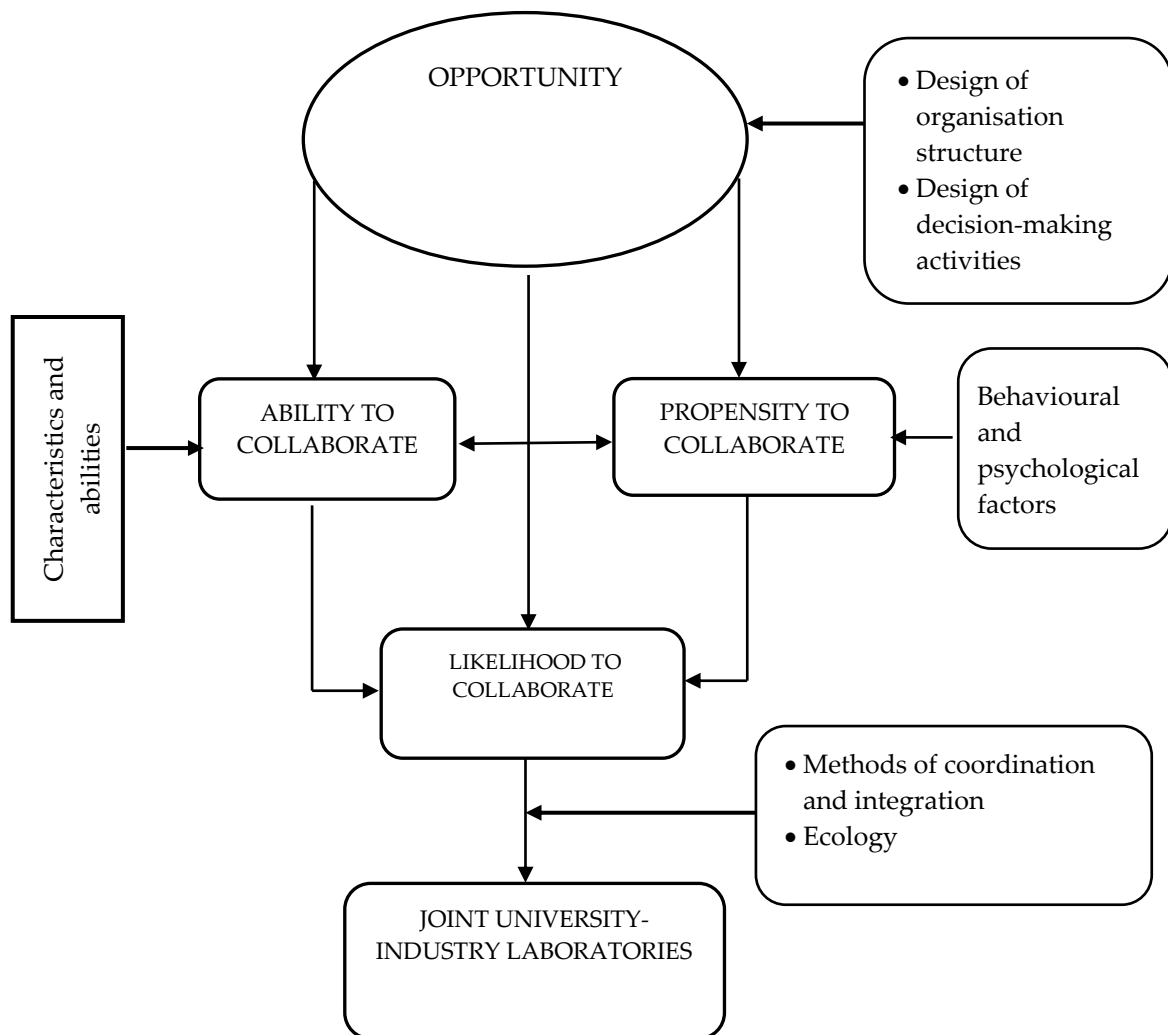 OPPORTUNITY
• Design of
organisation
structure
• Design of
decision-making
activities
Characteristics and
abilities
ABILITY TO
COLLABORATE
PROPENSITY TO
COLLABORATE
Behavioural
and
psychological
factors
LIKELIHOOD TO
COLLABORATE
• Methods of coordination
and integration
• Ecology
JOINT UNIVERSITY-
INDUSTRY LABORATORIES